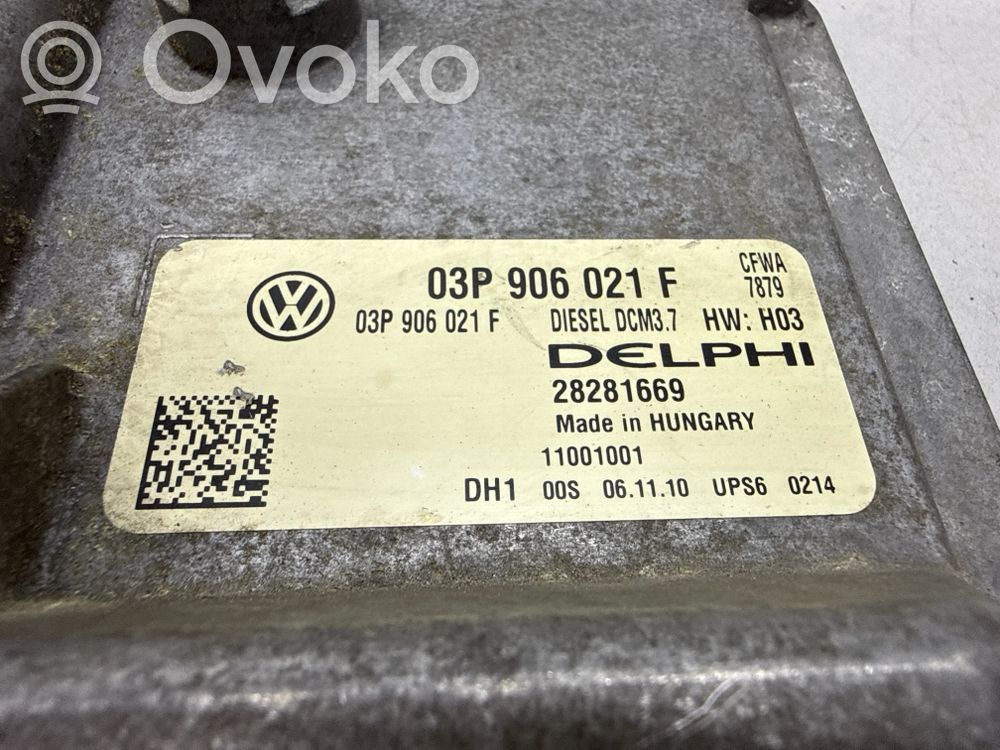 Ovoko
03P 906 021 F
CFWA
7879
03P 906 021 F DIESEL DCM3.7 HW: H03
DELPHI
28281669
Made in HUNGARY
11001001
DH1 00S 06.11.10 UPS6 0214